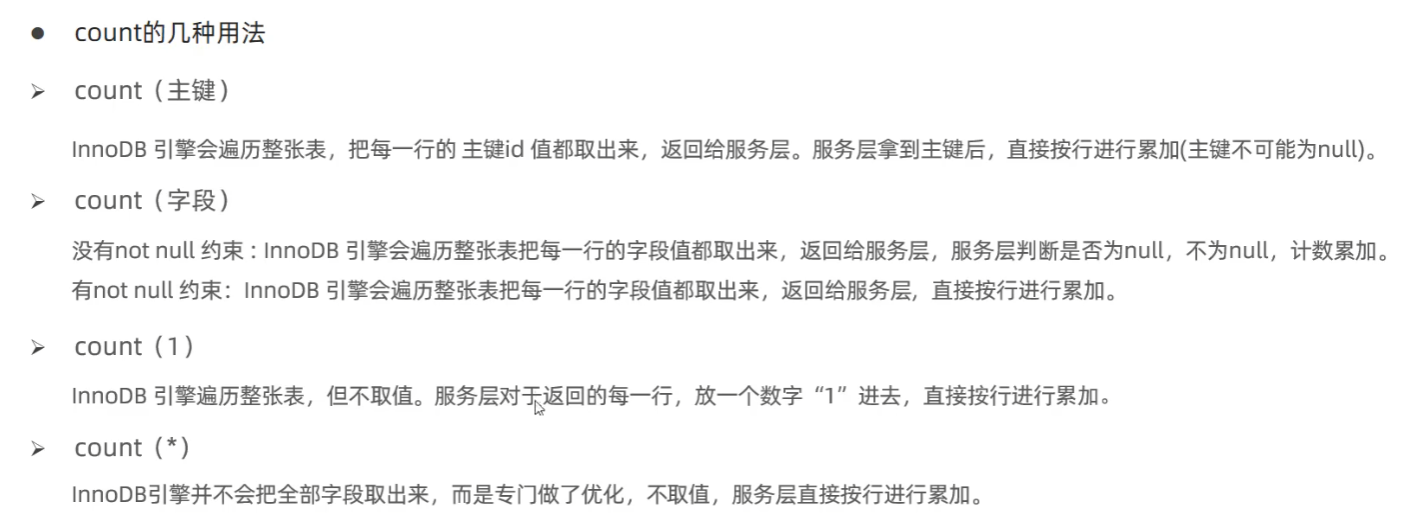 ● count的几种用法
➢ count（主键）
InnoDB 引擎会遍历整张表，把每一行的 主键id 值都取出来，返回给服务层。服务层拿到主键后，直接按行进行累加(主键不可能为null)。
➢ count（字段）
没有not null 约束 : InnoDB 引擎会遍历整张表把每一行的字段值都取出来，返回给服务层，服务层判断是否为null，不为null，计数累加。
有not null 约束：InnoDB 引擎会遍历整张表把每一行的字段值都取出来，返回给服务层，直接按行进行累加。
➢ count（1）
InnoDB 引擎遍历整张表，但不取值。服务层对于返回的每一行，放一个数字“1”进去，直接按行进行累加。
➢ count（*）
InnoDB引擎并不会把全部字段取出来，而是专门做了优化，不取值，服务层直接按行进行累加。